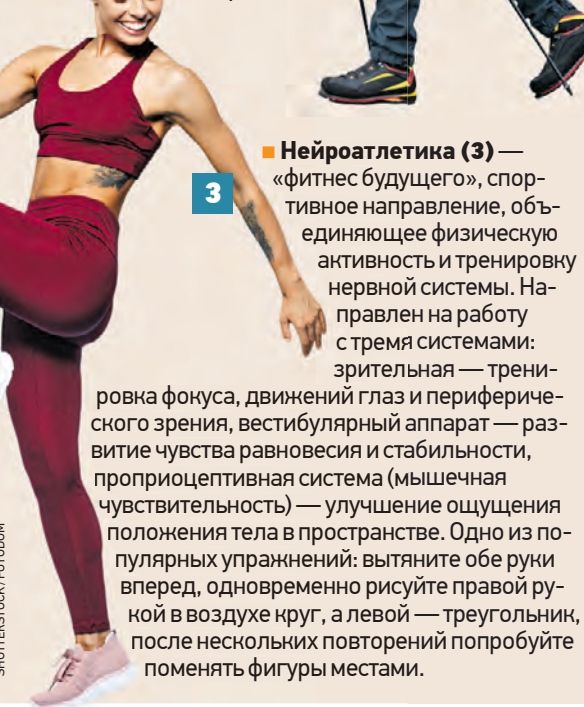 ■ Нейроатлетика (3) —
«фитнес будущего», спор-
тивное направление, объ-
единяющее физическую
активность и тренировку
нервной системы. На-
правлен на работу
с тремя системами:
зрительная — трени-
ровка фокуса, движений глаз и перифериче-
ского зрения, вестибулярный аппарат — раз-
витие чувства равновесия и стабильности,
проприоцептивная система (мышечная
чувствительность) — улучшение ощущения
положения тела в пространстве. Одно из по-
пулярных упражнений: вытяните обе руки
вперед, одновременно рисуйте правой ру-
кой в воздухе круг, а левой — треугольник,
после нескольких повторений попробуйте
поменять фигуры местами.
3
SHUTTERSTOCK / FOTODOM